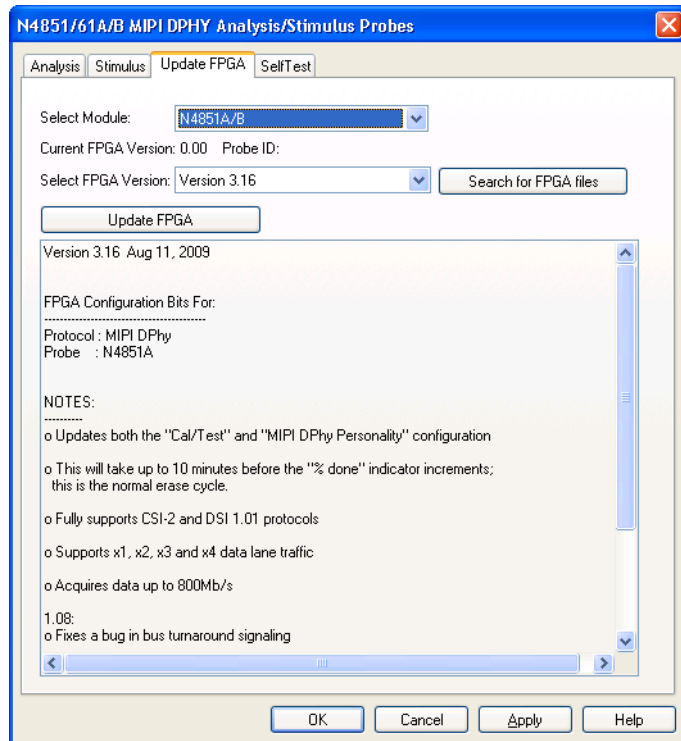 N4851/61A/B MIPI DPHY Analysis/Stimulus Probes
Analysis Stimulus Update FPGA SelfTest
Select Module: N4851A/B
Current FPGA Version: 0.00 Probe ID:
Select FPGA Version: Version 3.16 Search for FPGA files
Update FPGA
Version 3.16 Aug 11, 2009
FPGA Configuration Bits For:
------------------------------------------
Protocol : MIPI DPhy
Probe : N4851A
NOTES:
----------
o Updates both the "Cal/Test" and "MIPI DPhy Personality" configuration
o This will take up to 10 minutes before the "% done" indicator increments;
this is the normal erase cycle.
o Fully supports CSI-2 and DSI 1.01 protocols
o Supports x1, x2, x3 and x4 data lane traffic
o Acquires data up to 800Mb/s
1.08:
o Fixes a bug in bus turnaround signaling
OK Cancel Apply Help